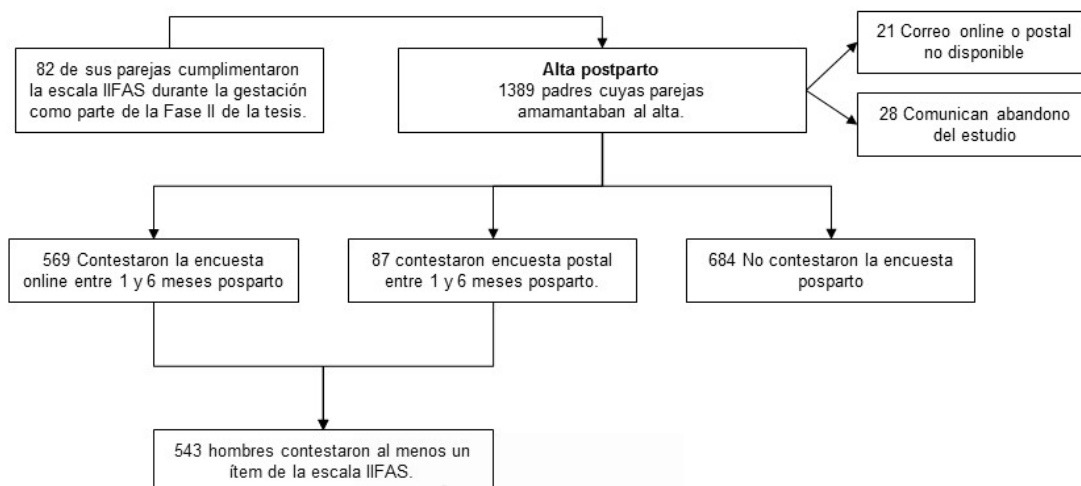 82 de sus parejas cumplimentaron
la escala IIFAS durante la gestación
como parte de la Fase II de la tesis.
Alta postparto
1389 padres cuyas parejas
amamantaban al alta.
21 Correo online o postal
no disponible
28 Comunican abandono
del estudio
569 Contestaron la encuesta
online entre 1 y 6 meses posparto
87 contestaron encuesta postal
entre 1 y 6 meses posparto.
684 No contestaron la encuesta
posparto
543 hombres contestaron al menos un
ítem de la escala IIFAS.